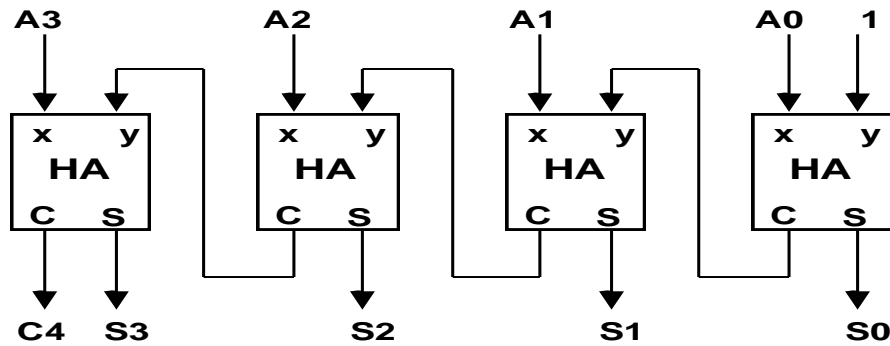 A3 A2 A1 A0 1
x y x y x y x y
HA HA HA HA
C S C S C S C S
C4 S3 S2 S1 S0